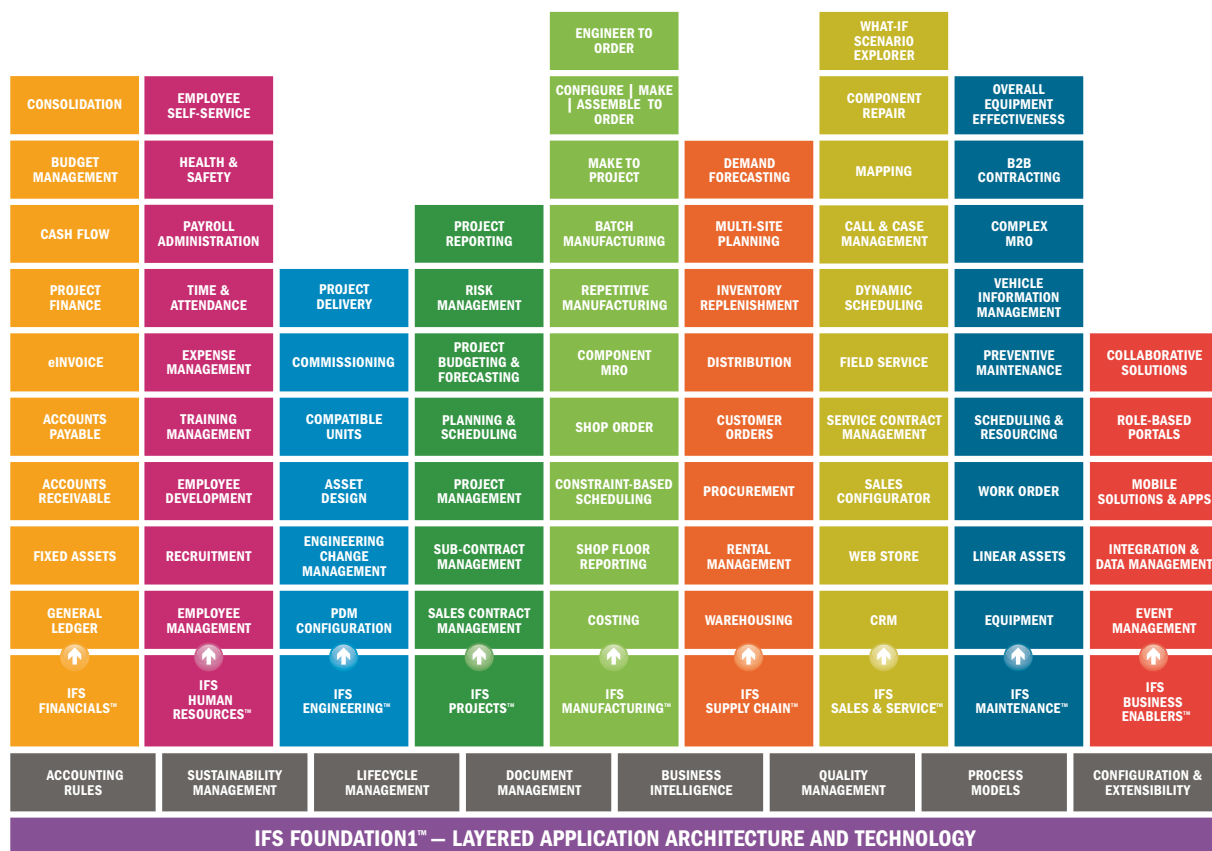 ENGINEER TO
ORDER
WHAT-IF
SCENARIO
EXPLORER
CONSOLIDATION
EMPLOYEE
SELF-SERVICE
CONFIGURE | MAKE
| ASSEMBLE TO
ORDER
COMPONENT
REPAIR
OVERALL
EQUIPMENT
EFFECTIVENESS
BUDGET
MANAGEMENT
HEALTH &
SAFETY
MAKE TO
PROJECT
DEMAND
FORECASTING
MAPPING
B2B
CONTRACTING
CASH FLOW
PAYROLL
ADMINISTRATION
PROJECT
REPORTING
BATCH
MANUFACTURING
MULTI-SITE
PLANNING
CALL & CASE
MANAGEMENT
COMPLEX
MRO
PROJECT
FINANCE
TIME &
ATTENDANCE
PROJECT
DELIVERY
RISK
MANAGEMENT
REPETITIVE
MANUFACTURING
INVENTORY
REPLENISHMENT
DYNAMIC
SCHEDULING
VEHICLE
INFORMATION
MANAGEMENT
eINVOICE
EXPENSE
MANAGEMENT
COMMISSIONING
PROJECT
BUDGETING &
FORECASTING
COMPONENT
MRO
DISTRIBUTION
FIELD SERVICE
PREVENTIVE
MAINTENANCE
COLLABORATIVE
SOLUTIONS
ACCOUNTS
PAYABLE
TRAINING
MANAGEMENT
COMPATIBLE
UNITS
PLANNING &
SCHEDULING
SHOP ORDER
CUSTOMER
ORDERS
SERVICE CONTRACT
MANAGEMENT
SCHEDULING &
RESOURCING
ROLE-BASED
PORTALS
ACCOUNTS
RECEIVABLE
EMPLOYEE
DEVELOPMENT
ASSET
DESIGN
PROJECT
MANAGEMENT
CONSTRAINT-BASED
SCHEDULING
PROCUREMENT
SALES
CONFIGURATOR
WORK ORDER
MOBILE
SOLUTIONS & APPS
FIXED ASSETS
RECRUITMENT
ENGINEERING
CHANGE
MANAGEMENT
SUB-CONTRACT
MANAGEMENT
SHOP FLOOR
REPORTING
RENTAL
MANAGEMENT
WEB STORE
LINEAR ASSETS
INTEGRATION &
DATA MANAGEMENT
GENERAL
LEDGER
EMPLOYEE
MANAGEMENT
PDM
CONFIGURATION
SALES CONTRACT
MANAGEMENT
COSTING
WAREHOUSING
CRM
EQUIPMENT
EVENT
MANAGEMENT
IFS
FINANCIALS™
IFS
HUMAN
RESOURCES™
IFS
ENGINEERING™
IFS
PROJECTS™
IFS
MANUFACTURING™
IFS
SUPPLY CHAIN™
IFS
SALES & SERVICE™
IFS
MAINTENANCE™
IFS
BUSINESS
ENABLERS™
ACCOUNTING
RULES
SUSTAINABILITY
MANAGEMENT
LIFECYCLE
MANAGEMENT
DOCUMENT
MANAGEMENT
BUSINESS
INTELLIGENCE
QUALITY
MANAGEMENT
PROCESS
MODELS
CONFIGURATION &
EXTENSIBILITY
IFS FOUNDATION1™ — LAYERED APPLICATION ARCHITECTURE AND TECHNOLOGY